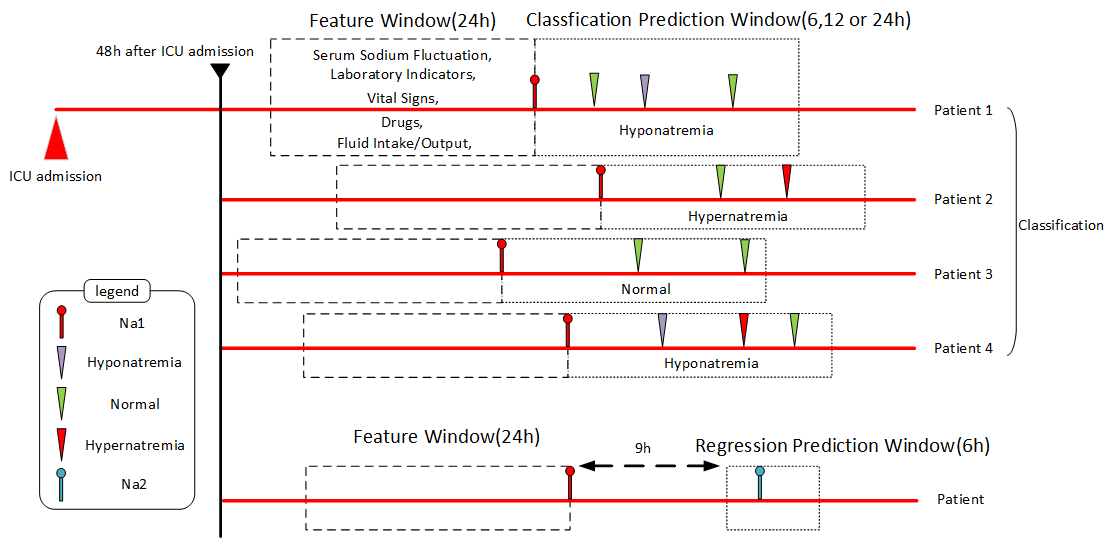 Feature Window(24h)
Classfication Prediction Window(6,12 or 24h)
48h after ICU admission
Serum Sodium Fluctuation,
Laboratory Indicators,
Vital Signs,
Drugs,
Fluid Intake/Output,
Hyponatremia
Patient 1
ICU admission
Hypernatremia
Patient 2
Classification
Normal
Patient 3
Hyponatremia
Patient 4
legend
Na1
Hyponatremia
Normal
Hypernatremia
Na2
Feature Window(24h)
9h
Regression Prediction Window(6h)
Patient